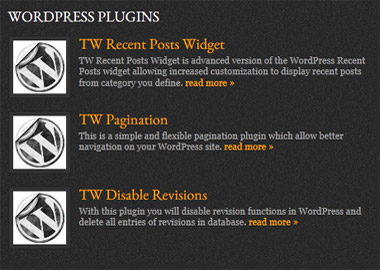 WORDPRESS PLUGINS
TW Recent Posts Widget
TW Recent Posts Widget is advanced version of the WordPress Recent
Posts widget allowing increased customization to display recent posts
from category you define. read more »
TW Pagination
This is a simple and flexible pagination plugin which allow better
navigation on your WordPress site. read more »
TW Disable Revisions
With this plugin you will disable revision functions in WordPress and
delete all entries of revisions in database. read more »